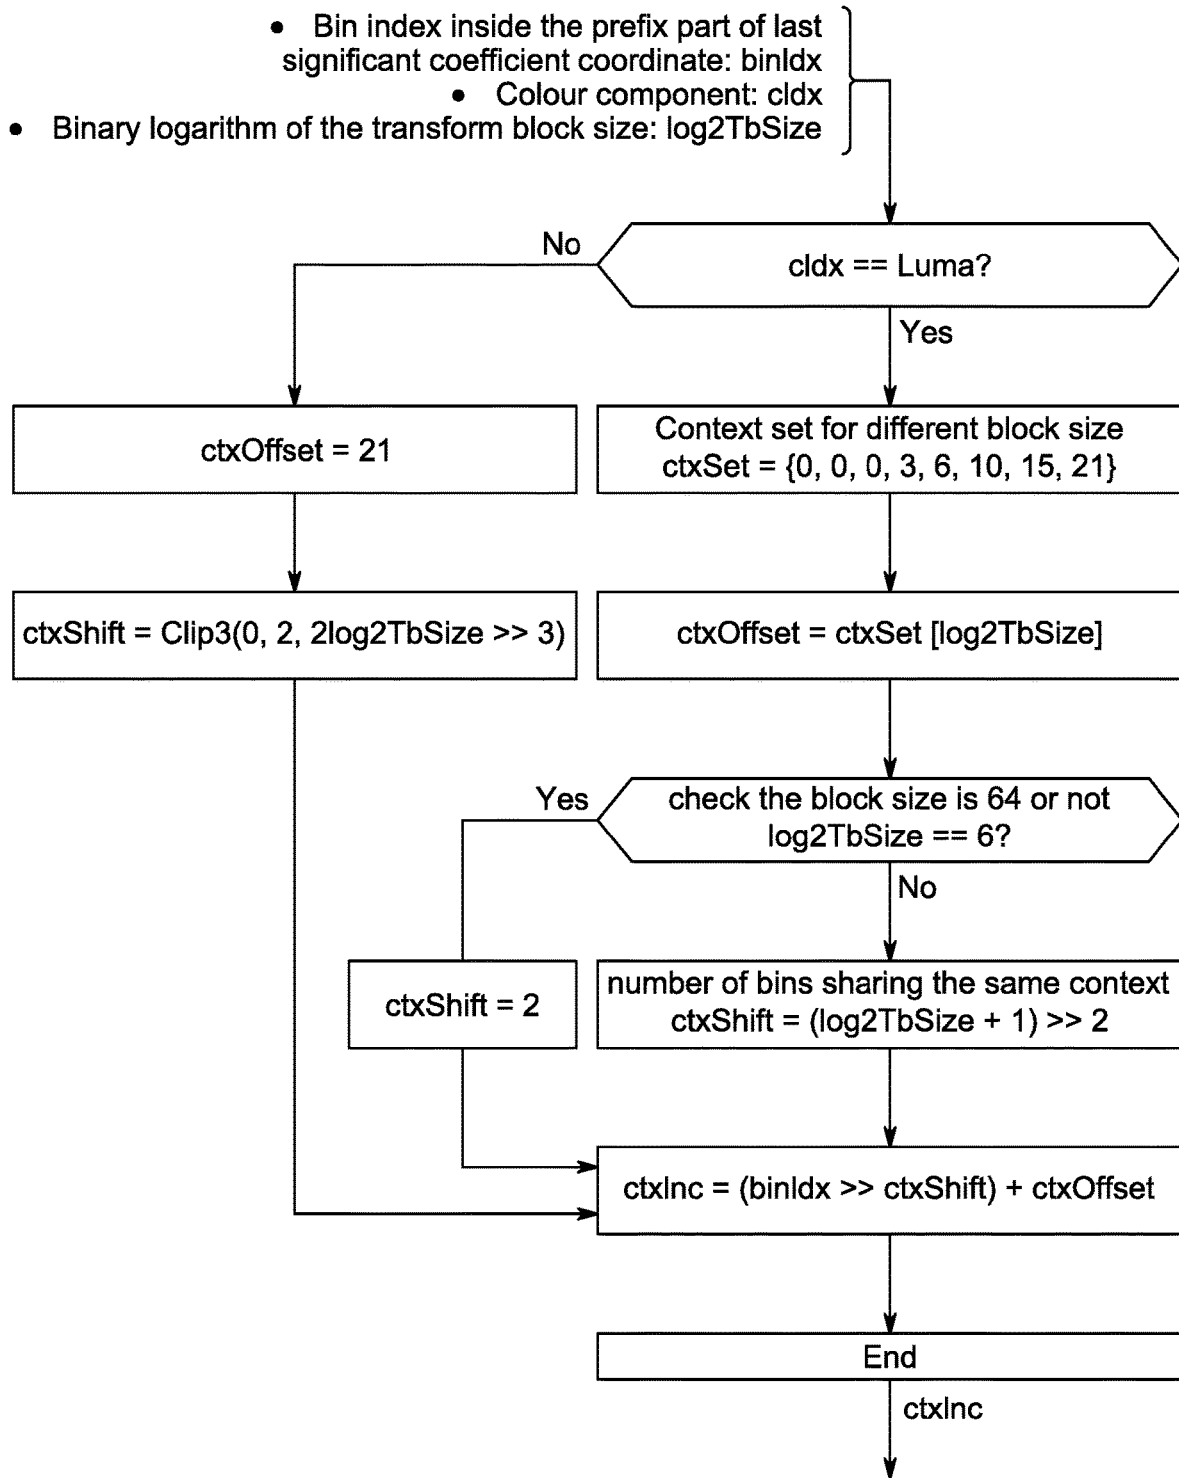 • Bin index inside the prefix part of last
significant coefficient coordinate: binIdx
• Colour component: cIdx
• Binary logarithm of the transform block size: log2TbSize
No
cIdx == Luma?
Yes
ctxOffset = 21
Context set for different block size
ctxSet = {0, 0, 0, 3, 6, 10, 15, 21}
ctxShift = Clip3(0, 2, 2log2TbSize >> 3)
ctxOffset = ctxSet [log2TbSize]
Yes
check the block size is 64 or not
log2TbSize == 6?
No
ctxShift = 2
number of bins sharing the same context
ctxShift = (log2TbSize + 1) >> 2
ctxInc = (binIdx >> ctxShift) + ctxOffset
End
ctxInc